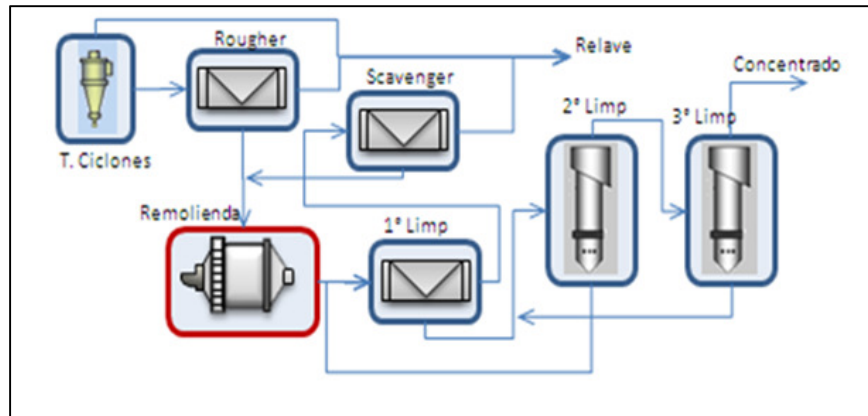 Rougher
Relave
Scavenger
Concentrado
2° Limp
3° Limp
T. Ciclones
Remolienda
1° Limp